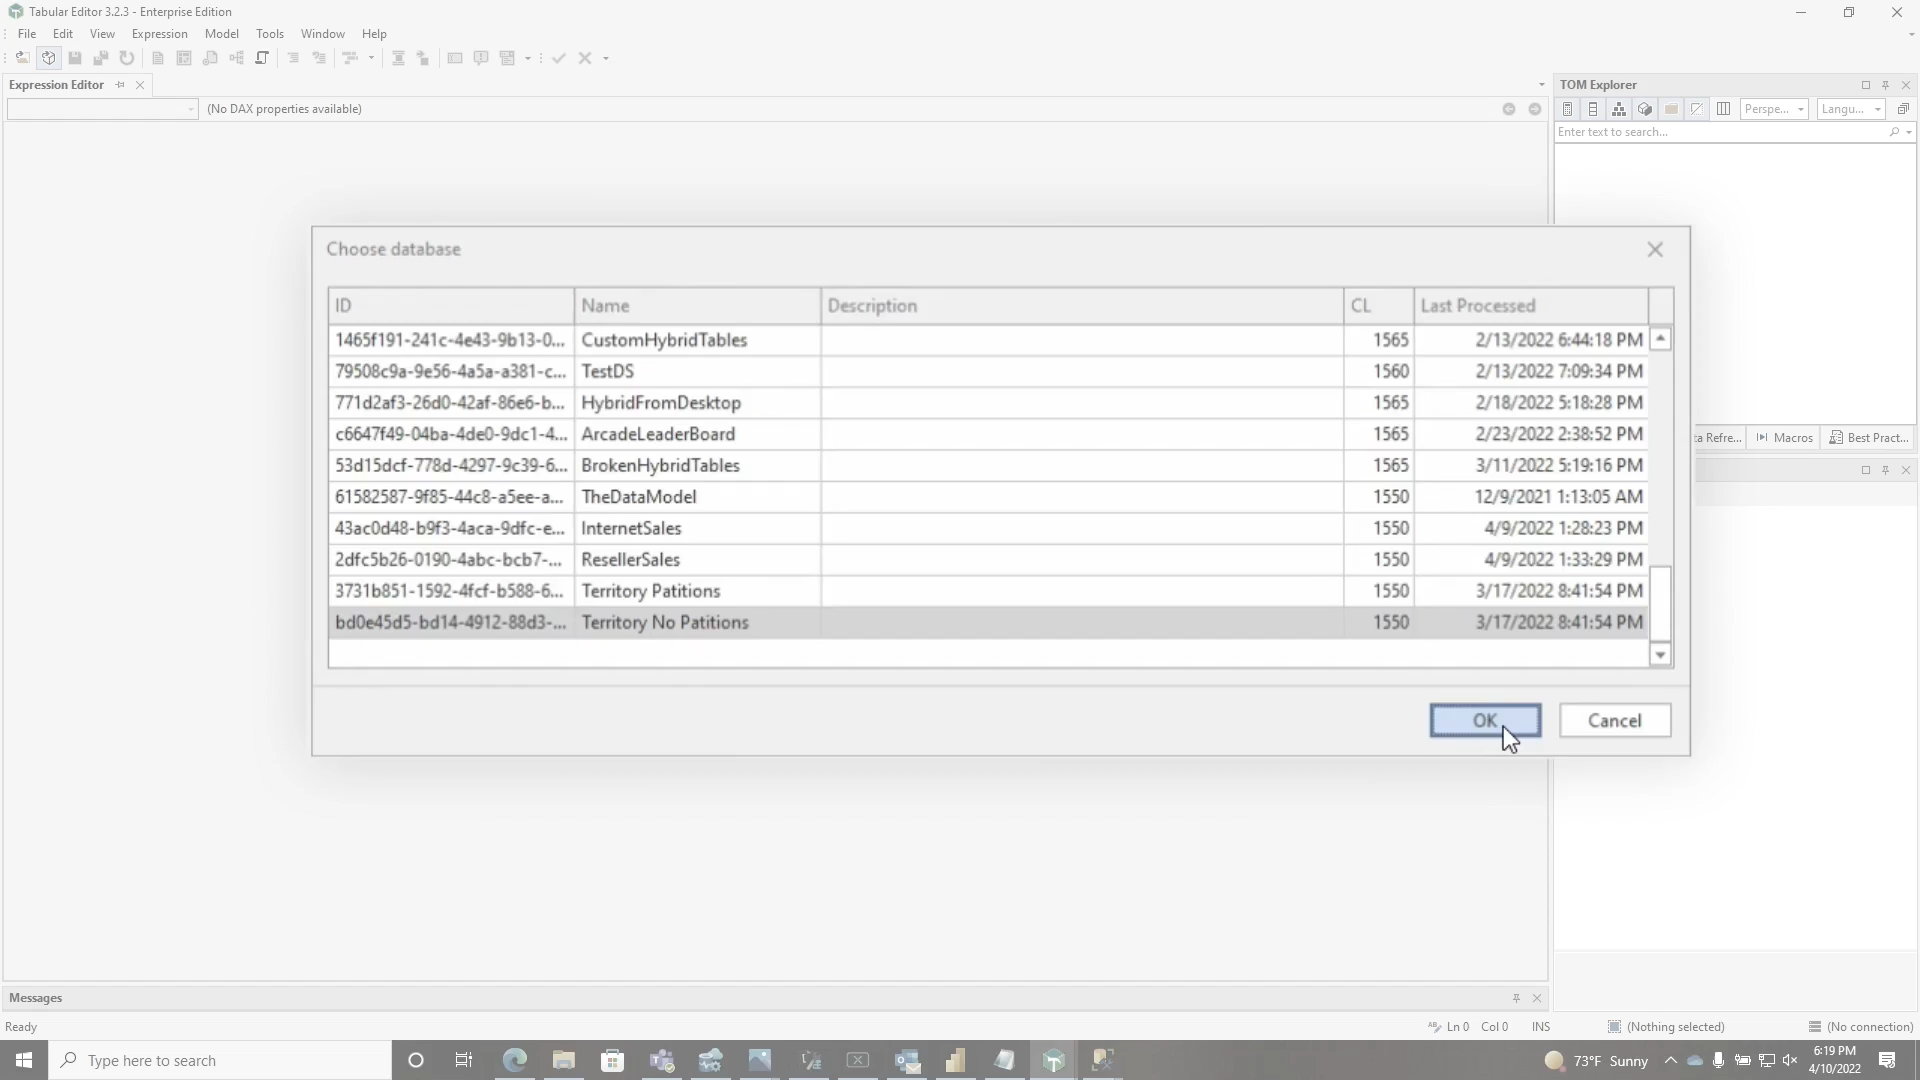 Tabular Editor 3.2.3 - Enterprise Edition
File Edit View Expression Model Tools Window Help
Expression Editor
(No DAX properties available)
TOM Explorer
Perspe... Langu...
Enter text to search...
Choose database
ID Name Description CL Last Processed
1465f191-241c-4e43-9b13-0... CustomHybridTables 1565 2/13/2022 6:44:18 PM
79508c9a-9e56-4a5a-a381-c... TestDS 1560 2/13/2022 7:09:34 PM
771d2af3-26d0-42af-86e6-b... HybridFromDesktop 1565 2/18/2022 5:18:28 PM
c6647f49-04ba-4de0-9dc1-4... ArcadeLeaderBoard 1565 2/23/2022 2:38:52 PM
53d15dcf-778d-4297-9c39-6... BrokenHybridTables 1565 3/11/2022 5:19:16 PM
61582587-9f85-44c8-a5ee-a... TheDataModel 1550 12/9/2021 1:13:05 AM
43ac0d48-b9f3-4aca-9dfc-e... InternetSales 1550 4/9/2022 1:28:23 PM
2dfc5b26-0190-4abc-bcb7-... ResellerSales 1550 4/9/2022 1:33:29 PM
3731b851-1592-4fcf-b588-6... Territory Patitions 1550 3/17/2022 8:41:54 PM
bd0e45d5-bd14-4912-88d3-... Territory No Patitions 1550 3/17/2022 8:41:54 PM
OK Cancel
ta Refre... Macros Best Pract...
Messages
Ready
Ln 0 Col 0 INS (Nothing selected) (No connection)
Type here to search
73°F Sunny
6:19 PM
4/10/2022